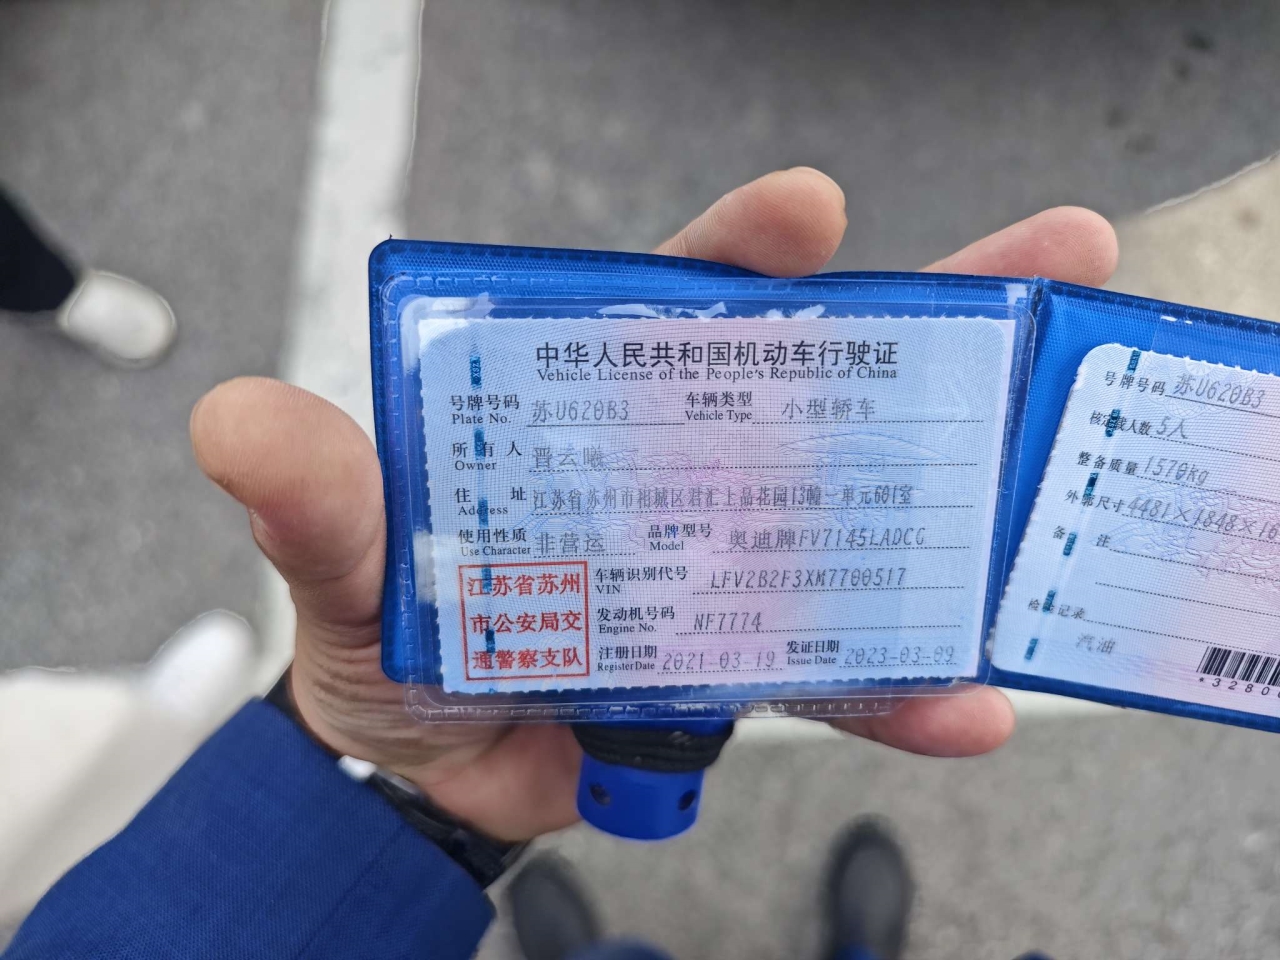 中华人民共和国机动车行驶证
Vehicle License of the People's Republic of China
号牌号码 苏U620B3 车辆类型 小型轿车
Plate No. Vehicle Type
所有人 晋云曦
Owner
住址 江苏省苏州市相城区君汇上品花园13幢一单元601室
Address
使用性质 非营运 品牌型号 奥迪牌FV7145LADCG
Use Character Model
江苏省苏州
市公安局交
通警察支队
车辆识别代号 LFV2B2F3XM7700517
VIN
发动机号码 NF7774
Engine No.
注册日期 2021-03-19 发证日期 2023-03-09
Register Date Issue Date
号牌号码 苏U620B3
核定载人数 5人
整备质量 1570kg
外廓尺寸 4481×1848×
备注
检验记录
汽油
*3280